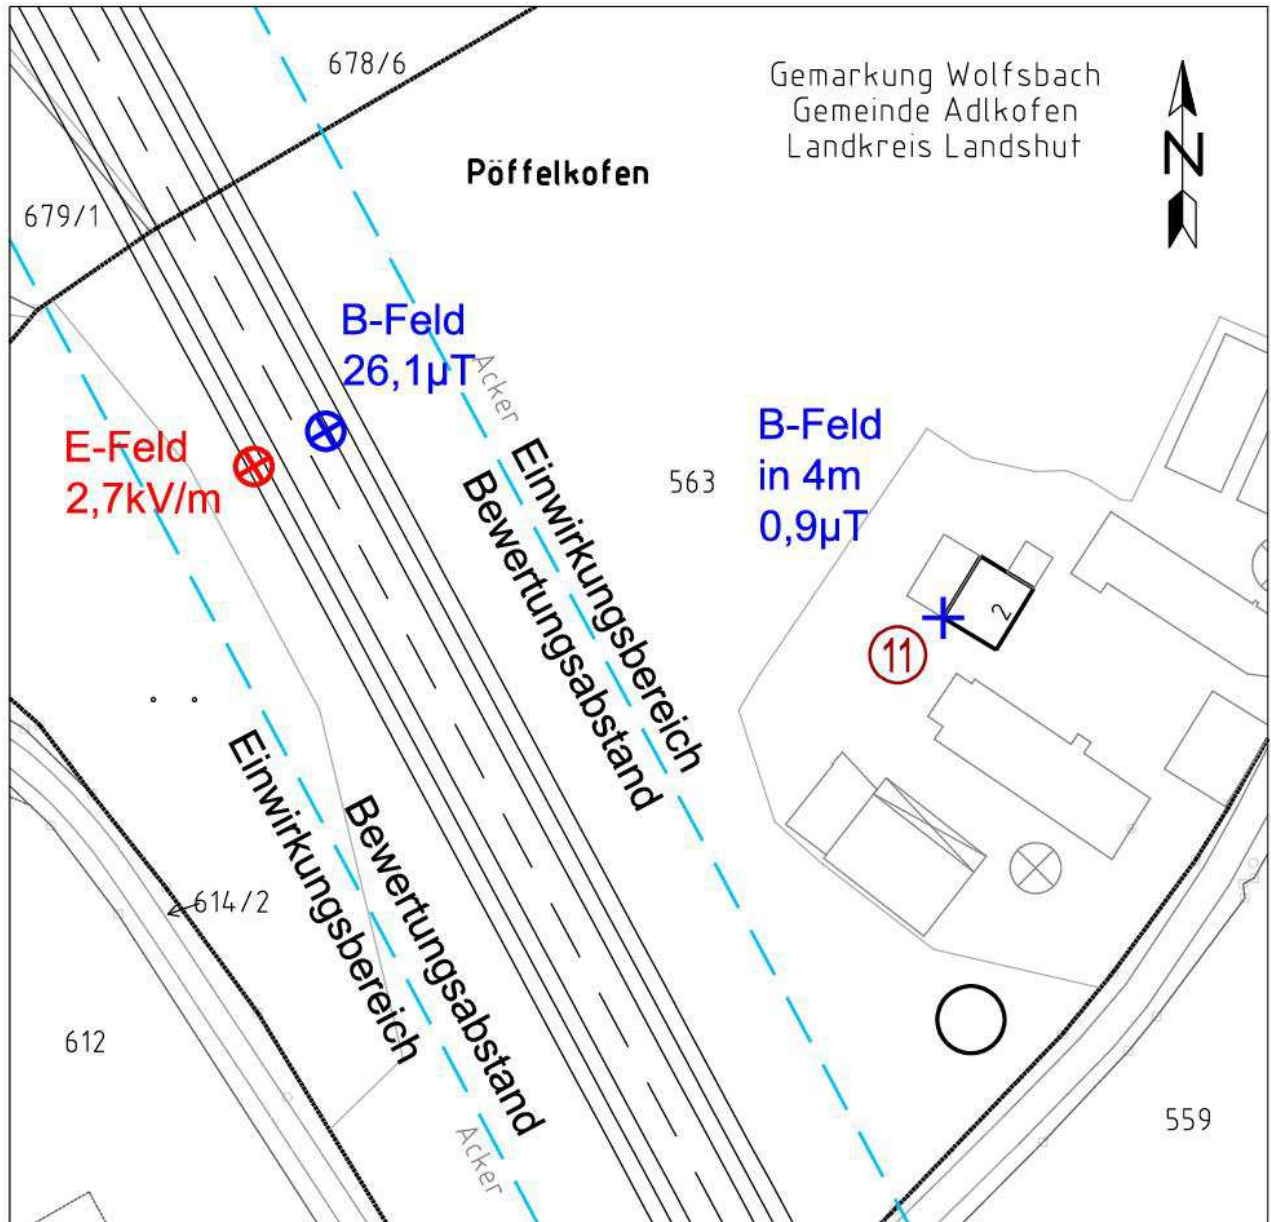 678/6
Gemarkung Wolfsbach
Gemeinde Adlkofen
Landkreis Landshut
N
Pöffelkofen
679/1
B-Feld
26,1µT
Acker
E-Feld
2,7kV/m
Einwirkungsbereich
Bewertungsabstand
563
B-Feld
in 4m
0,9µT
2
11
Einwirkungsbereich
Bewertungsabstand
614/2
612
559
Acker